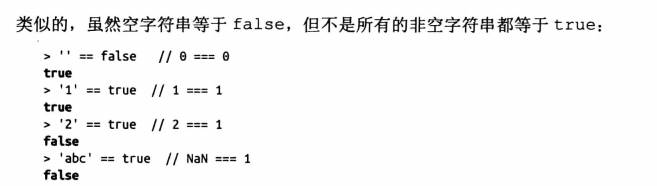 类似的，虽然空字符串等于 false，但不是所有的非空字符串都等于 true：
> '' == false   // 0 === 0
true
> '1' == true  // 1 === 1
true
> '2' == true  // 2 === 1
false
> 'abc' == true  // NaN === 1
false